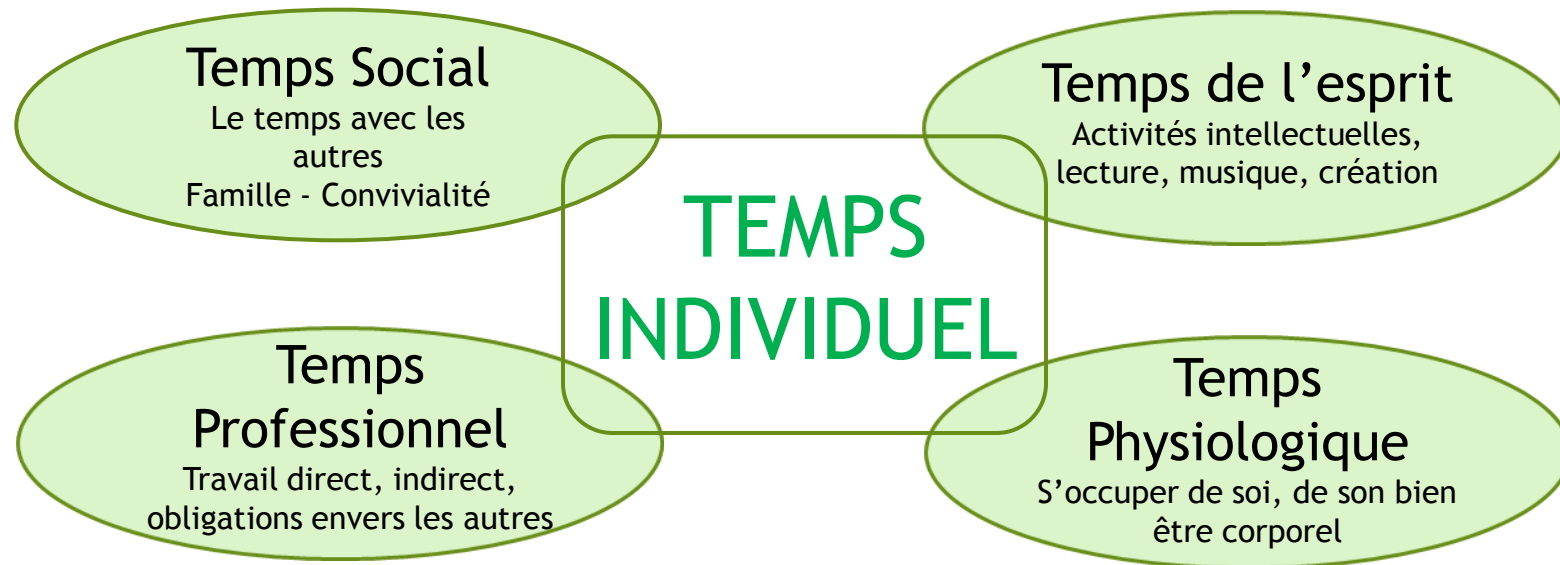 Temps Social
Le temps avec les
autres
Famille - Convivialité
Temps de l’esprit
Activités intellectuelles,
lecture, musique, création
TEMPS
INDIVIDUEL
Temps
Professionnel
Travail direct, indirect,
obligations envers les autres
Temps
Physiologique
S’occuper de soi, de son bien
être corporel